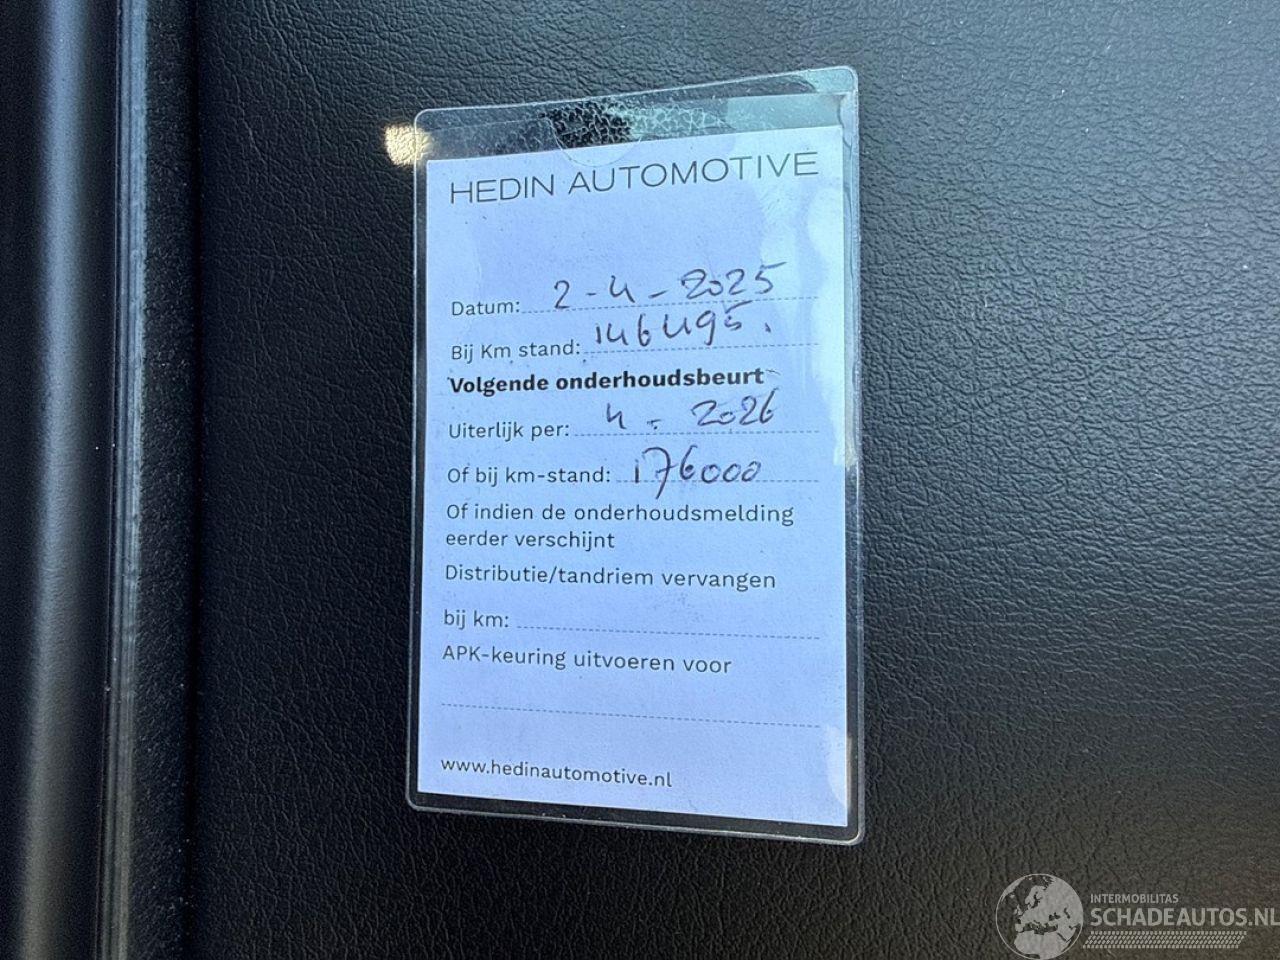 HEDIN AUTOMOTIVE
Datum: 2-4-2025
Bij Km stand: 146495.
Volgende onderhoudsbeurt
Uiterlijk per: 4-2026
Of bij km-stand: 176000
Of indien de onderhoudsmelding
eerder verschijnt
Distributie/tandriem vervangen
bij km:
APK-keuring uitvoeren voor
www.hedinautomotive.nl
INTERMOBILITAS
SCHADEAUTOS.NL